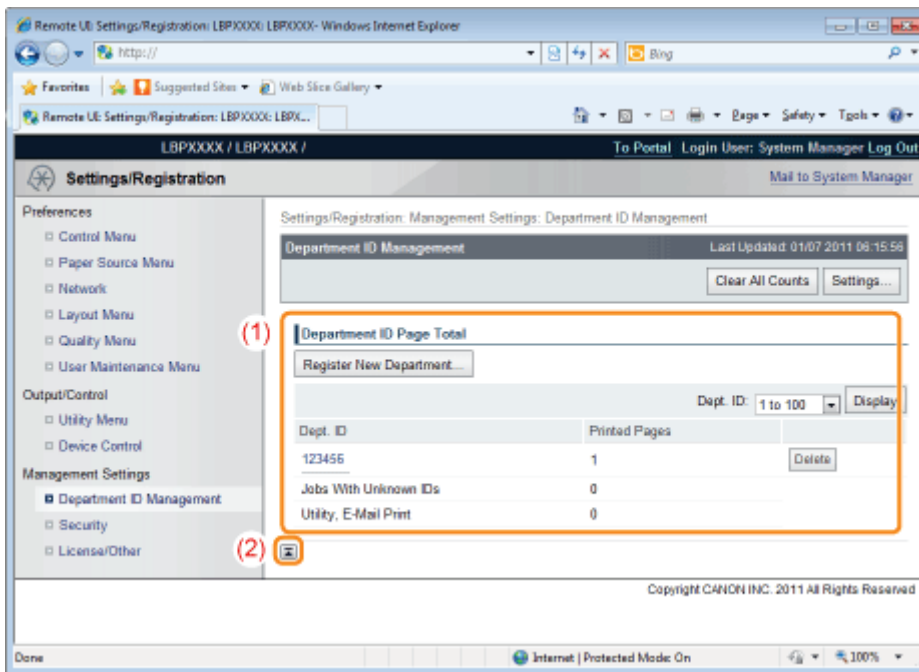 Remote UI: Settings/Registration: LBPXXXX: LBPXXXX- Windows Internet Explorer
http://
Bing
Favorites Suggested Sites Web Slice Gallery
Remote UI: Settings/Registration: LBPXXXX: LBPX... Page Safety Tools
LBPXXXX / LBPXXXX / To Portal Login User: System Manager Log Out
Settings/Registration Mail to System Manager
Preferences
Control Menu
Paper Source Menu
Network
Layout Menu
Quality Menu
User Maintenance Menu
Output/Control
Utility Menu
Device Control
Management Settings
Department ID Management
Security
License/Other
Settings/Registration: Management Settings: Department ID Management
Department ID Management Last Updated: 01/07 2011 06:15:56
Clear All Counts Settings...
(1) Department ID Page Total
Register New Department...
Dept. ID: 1 to 100 Display
Dept. ID Printed Pages
123456 1 Delete
Jobs With Unknown IDs 0
Utility, E-Mail Print 0
(2)
Copyright CANON INC. 2011 All Rights Reserved
Done Internet | Protected Mode: On 100%